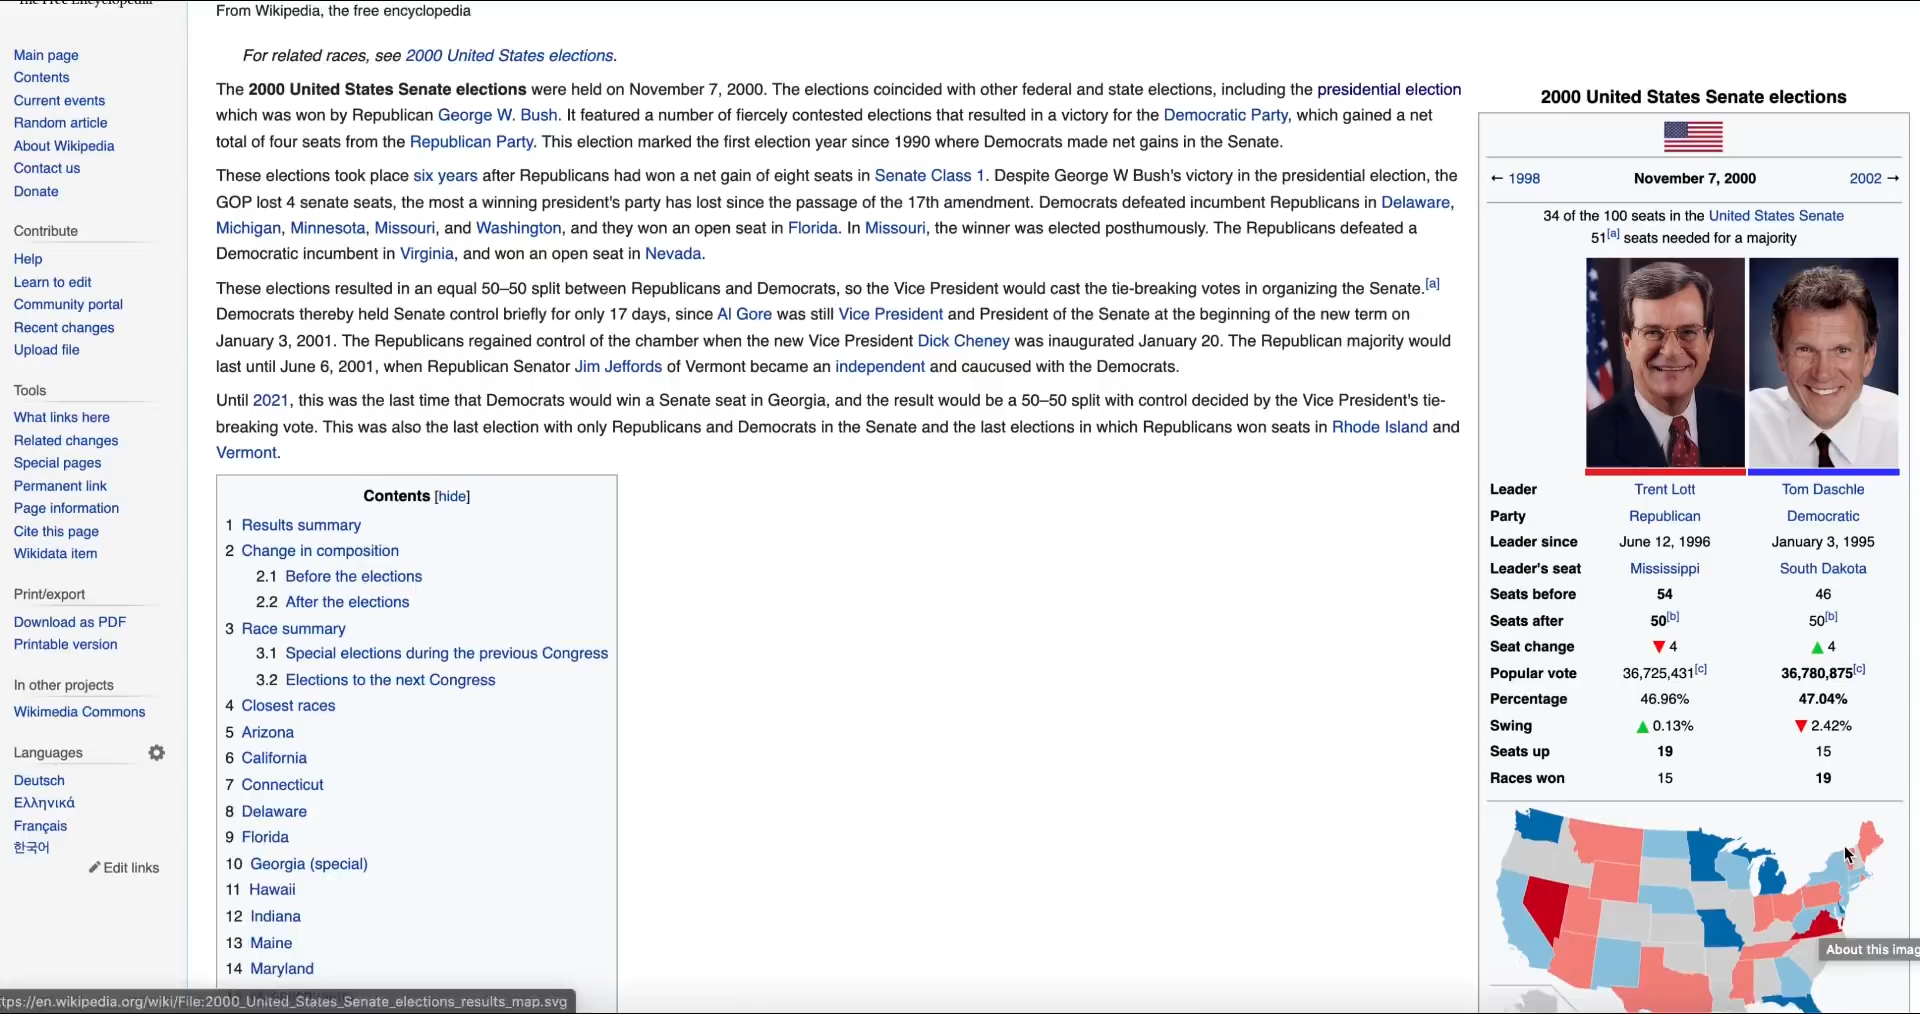 From Wikipedia, the free encyclopedia
Main page
Contents
Current events
Random article
About Wikipedia
Contact us
Donate
Contribute
Help
Learn to edit
Community portal
Recent changes
Upload file
Tools
What links here
Related changes
Special pages
Permanent link
Page information
Cite this page
Wikidata item
Print/export
Download as PDF
Printable version
In other projects
Wikimedia Commons
Languages
Deutsch
Ελληνικά
Français
한국어
Edit links
For related races, see 2000 United States elections.
The 2000 United States Senate elections were held on November 7, 2000. The elections coincided with other federal and state elections, including the presidential election
which was won by Republican George W. Bush. It featured a number of fiercely contested elections that resulted in a victory for the Democratic Party, which gained a net
total of four seats from the Republican Party. This election marked the first election year since 1990 where Democrats made net gains in the Senate.
These elections took place six years after Republicans had won a net gain of eight seats in Senate Class 1. Despite George W Bush's victory in the presidential election, the
GOP lost 4 senate seats, the most a winning president's party has lost since the passage of the 17th amendment. Democrats defeated incumbent Republicans in Delaware,
Michigan, Minnesota, Missouri, and Washington, and they won an open seat in Florida. In Missouri, the winner was elected posthumously. The Republicans defeated a
Democratic incumbent in Virginia, and won an open seat in Nevada.
These elections resulted in an equal 50–50 split between Republicans and Democrats, so the Vice President would cast the tie-breaking votes in organizing the Senate.[a]
Democrats thereby held Senate control briefly for only 17 days, since Al Gore was still Vice President and President of the Senate at the beginning of the new term on
January 3, 2001. The Republicans regained control of the chamber when the new Vice President Dick Cheney was inaugurated January 20. The Republican majority would
last until June 6, 2001, when Republican Senator Jim Jeffords of Vermont became an independent and caucused with the Democrats.
Until 2021, this was the last time that Democrats would win a Senate seat in Georgia, and the result would be a 50–50 split with control decided by the Vice President's tie-
breaking vote. This was also the last election with only Republicans and Democrats in the Senate and the last elections in which Republicans won seats in Rhode Island and
Vermont.
Contents [hide]
1 Results summary
2 Change in composition
2.1 Before the elections
2.2 After the elections
3 Race summary
3.1 Special elections during the previous Congress
3.2 Elections to the next Congress
4 Closest races
5 Arizona
6 California
7 Connecticut
8 Delaware
9 Florida
10 Georgia (special)
11 Hawaii
12 Indiana
13 Maine
14 Maryland
2000 United States Senate elections
← 1998 November 7, 2000 2002 →
34 of the 100 seats in the United States Senate
51[a] seats needed for a majority
Leader Trent Lott Tom Daschle
Party Republican Democratic
Leader since June 12, 1996 January 3, 1995
Leader's seat Mississippi South Dakota
Seats before 54 46
Seats after 50[b] 50[b]
Seat change ▼ 4 ▲ 4
Popular vote 36,725,431[c] 36,780,875[c]
Percentage 46.96% 47.04%
Swing ▲ 0.13% ▼ 2.42%
Seats up 19 15
Races won 15 19
About this imag
tps://en.wikipedia.org/wiki/File:2000_United_States_Senate_elections_results_map.svg